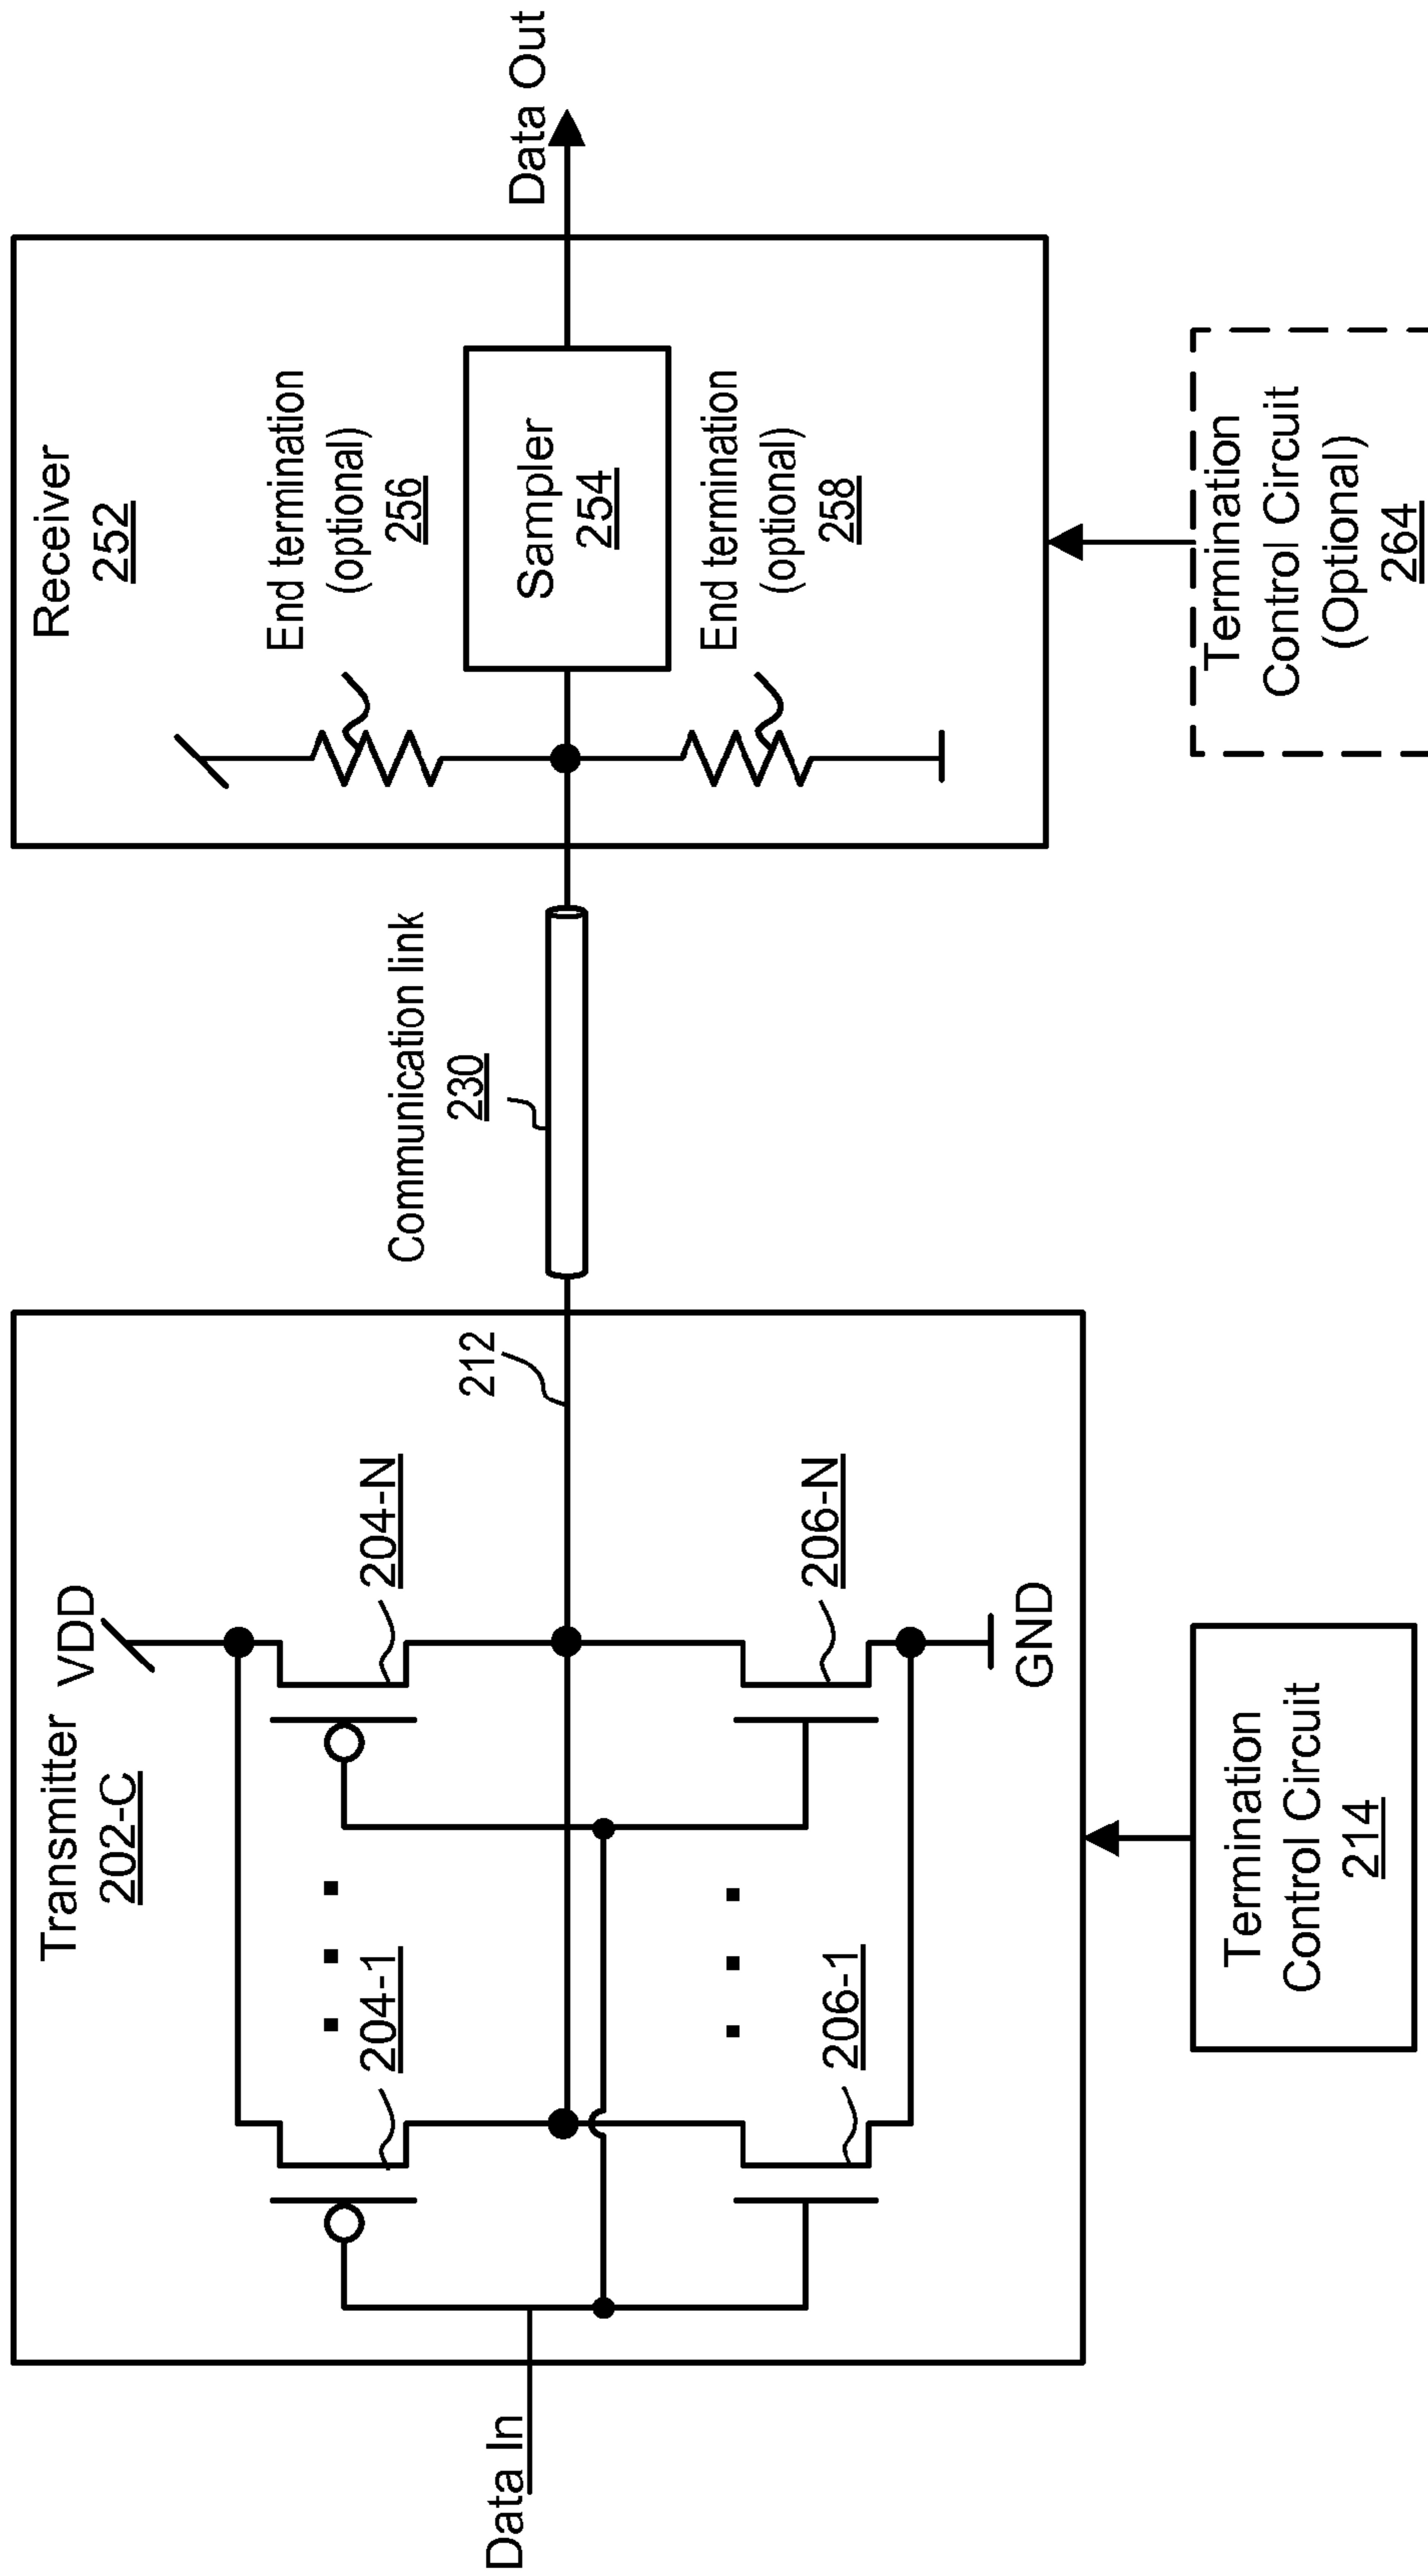 Transmitter
202-C
VDD
204-1
204-N
206-1
206-N
GND
Data In
212
Termination
Control Circuit
214
Communication link
230
Receiver
252
End termination
(optional)
256
Sampler
254
End termination
(optional)
258
Data Out
Termination
Control Circuit
(Optional)
264